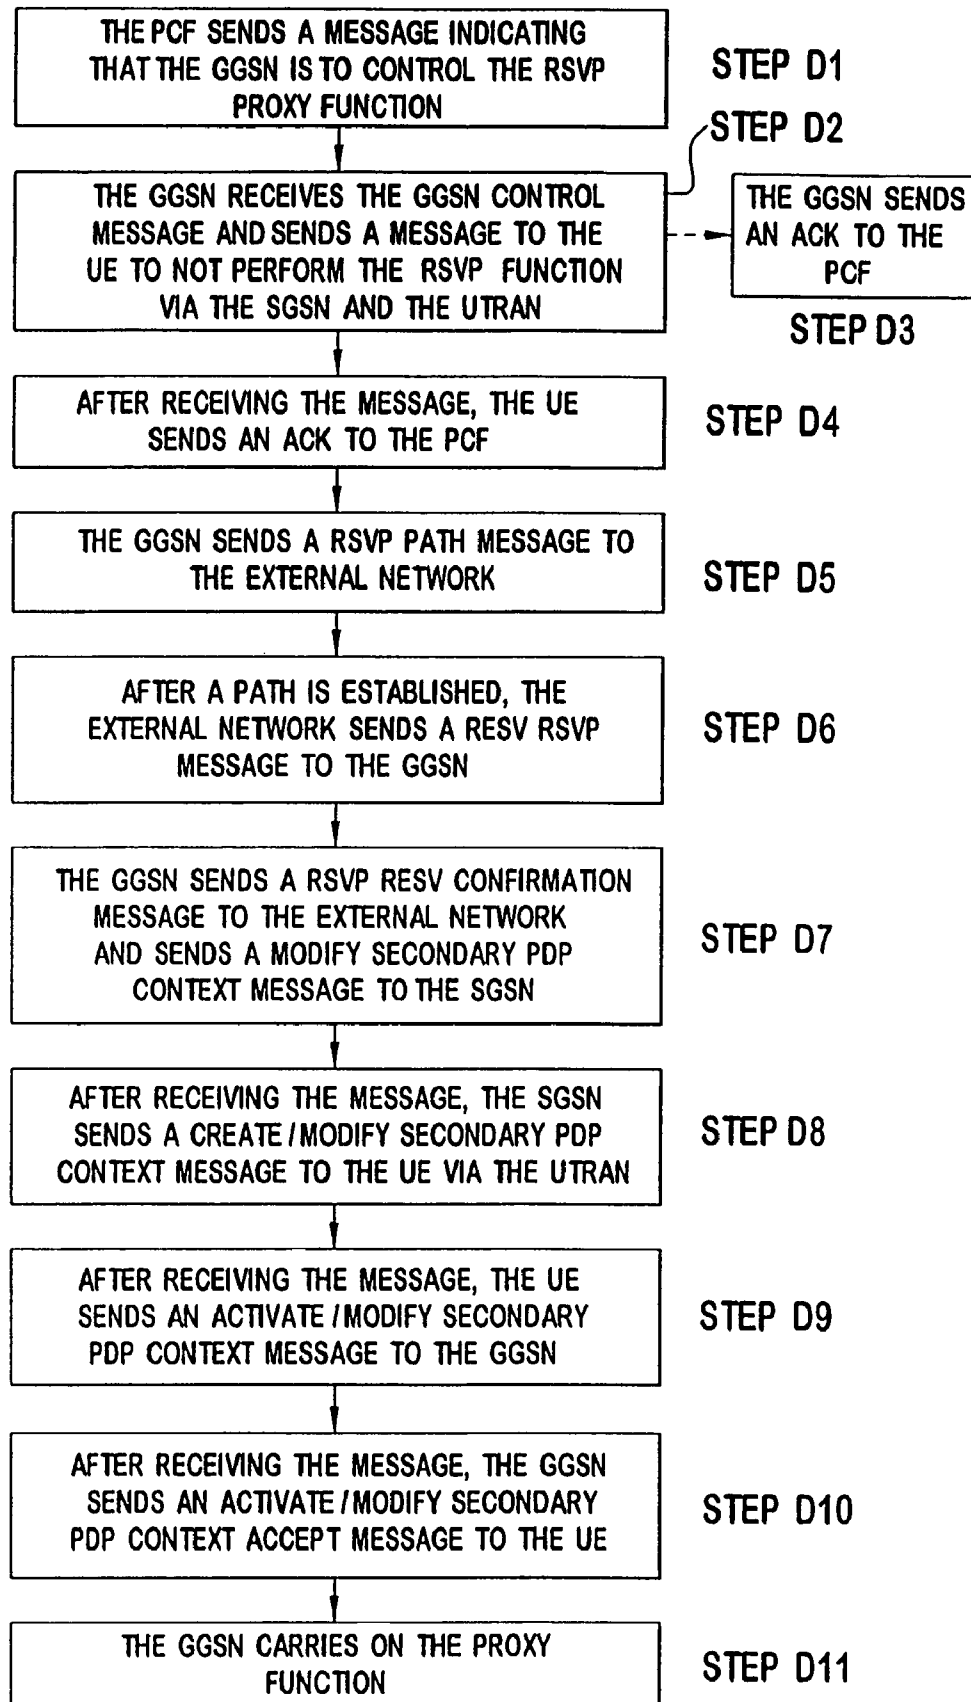 THE PCF SENDS A MESSAGE INDICATING
THAT THE GGSN IS TO CONTROL THE RSVP
PROXY FUNCTION
STEP D1
STEP D2
THE GGSN RECEIVES THE GGSN CONTROL
MESSAGE AND SENDS A MESSAGE TO THE
UE TO NOT PERFORM THE RSVP FUNCTION
VIA THE SGSN AND THE UTRAN
THE GGSN SENDS
AN ACK TO THE
PCF
STEP D3
AFTER RECEIVING THE MESSAGE, THE UE
SENDS AN ACK TO THE PCF
STEP D4
THE GGSN SENDS A RSVP PATH MESSAGE TO
THE EXTERNAL NETWORK
STEP D5
AFTER A PATH IS ESTABLISHED, THE
EXTERNAL NETWORK SENDS A RESV RSVP
MESSAGE TO THE GGSN
STEP D6
THE GGSN SENDS A RSVP RESV CONFIRMATION
MESSAGE TO THE EXTERNAL NETWORK
AND SENDS A MODIFY SECONDARY PDP
CONTEXT MESSAGE TO THE SGSN
STEP D7
AFTER RECEIVING THE MESSAGE, THE SGSN
SENDS A CREATE/MODIFY SECONDARY PDP
CONTEXT MESSAGE TO THE UE VIA THE UTRAN
STEP D8
AFTER RECEIVING THE MESSAGE, THE UE
SENDS AN ACTIVATE/MODIFY SECONDARY
PDP CONTEXT MESSAGE TO THE GGSN
STEP D9
AFTER RECEIVING THE MESSAGE, THE GGSN
SENDS AN ACTIVATE/MODIFY SECONDARY
PDP CONTEXT ACCEPT MESSAGE TO THE UE
STEP D10
THE GGSN CARRIES ON THE PROXY
FUNCTION
STEP D11